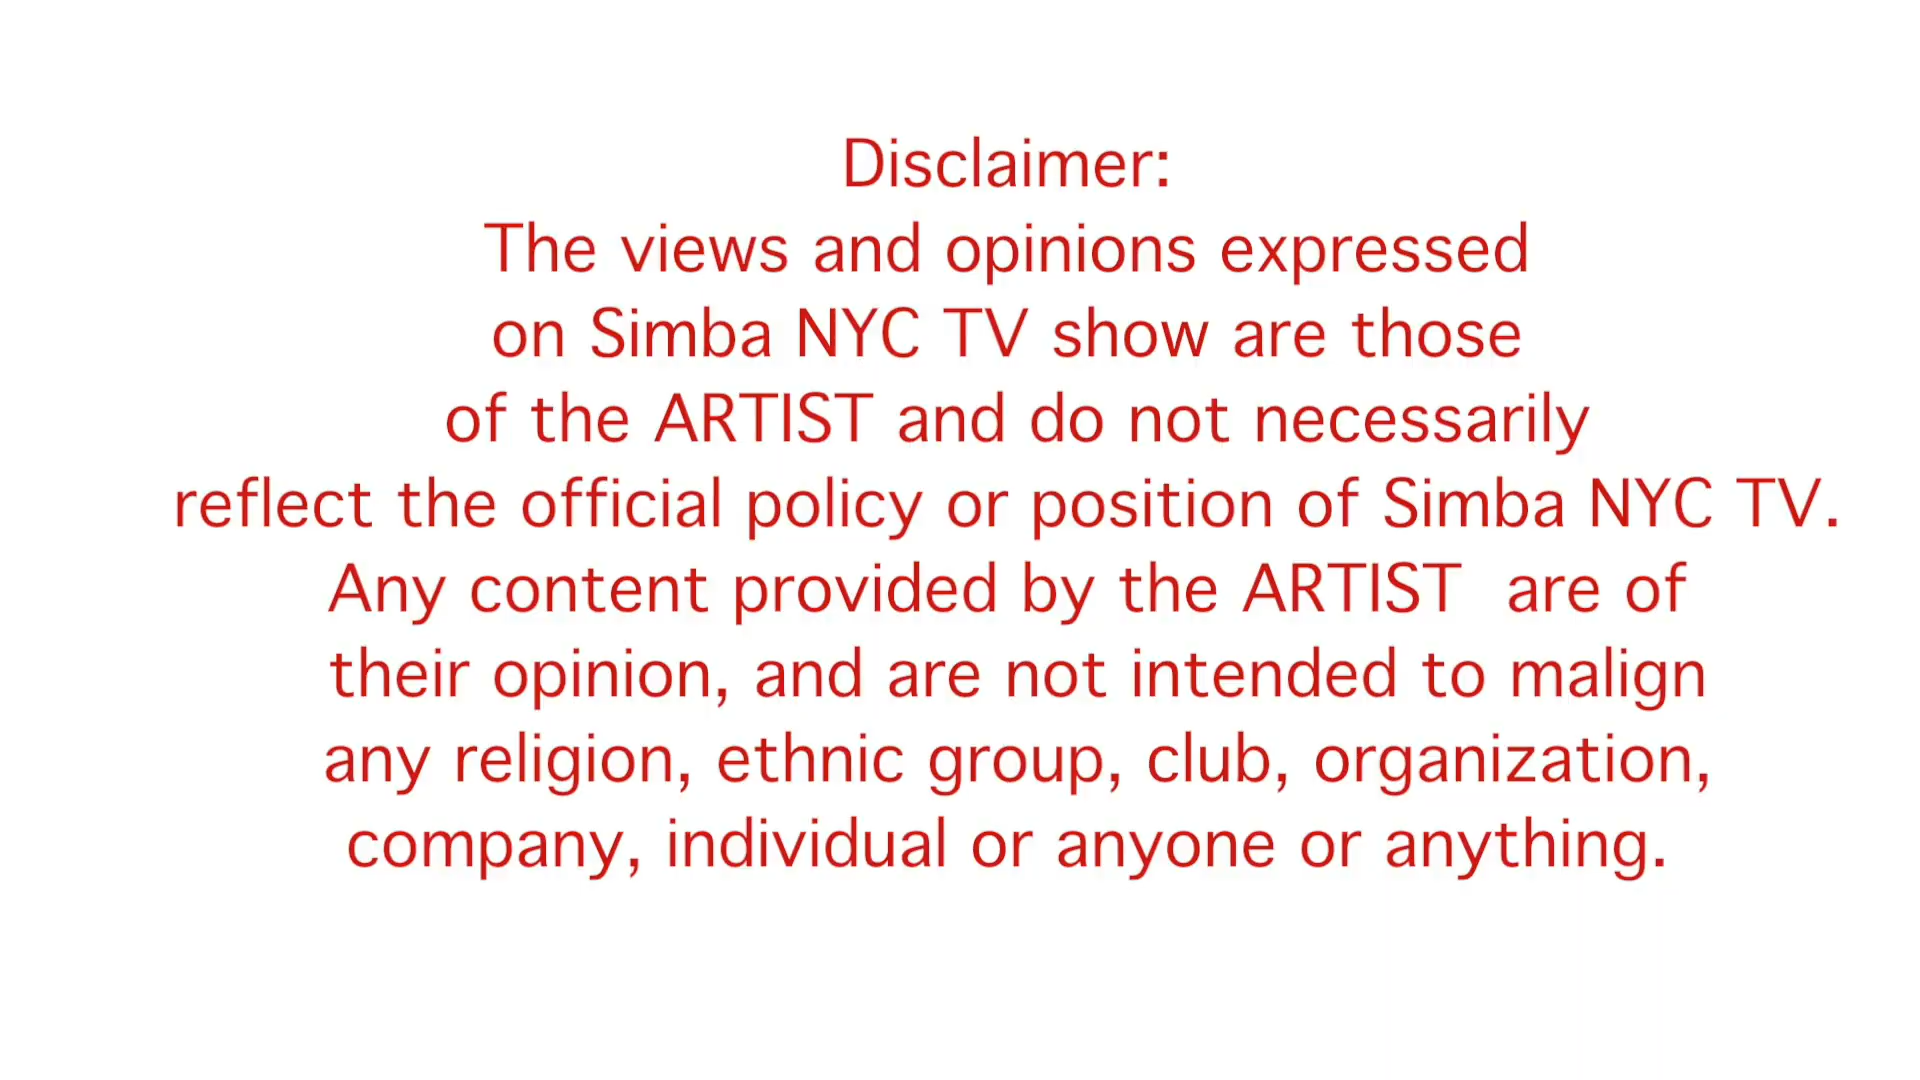 Disclaimer:
The views and opinions expressed
on Simba NYC TV show are those
of the ARTIST and do not necessarily
reflect the official policy or position of Simba NYC TV.
Any content provided by the ARTIST  are of
their opinion, and are not intended to malign
any religion, ethnic group, club, organization,
company, individual or anyone or anything.